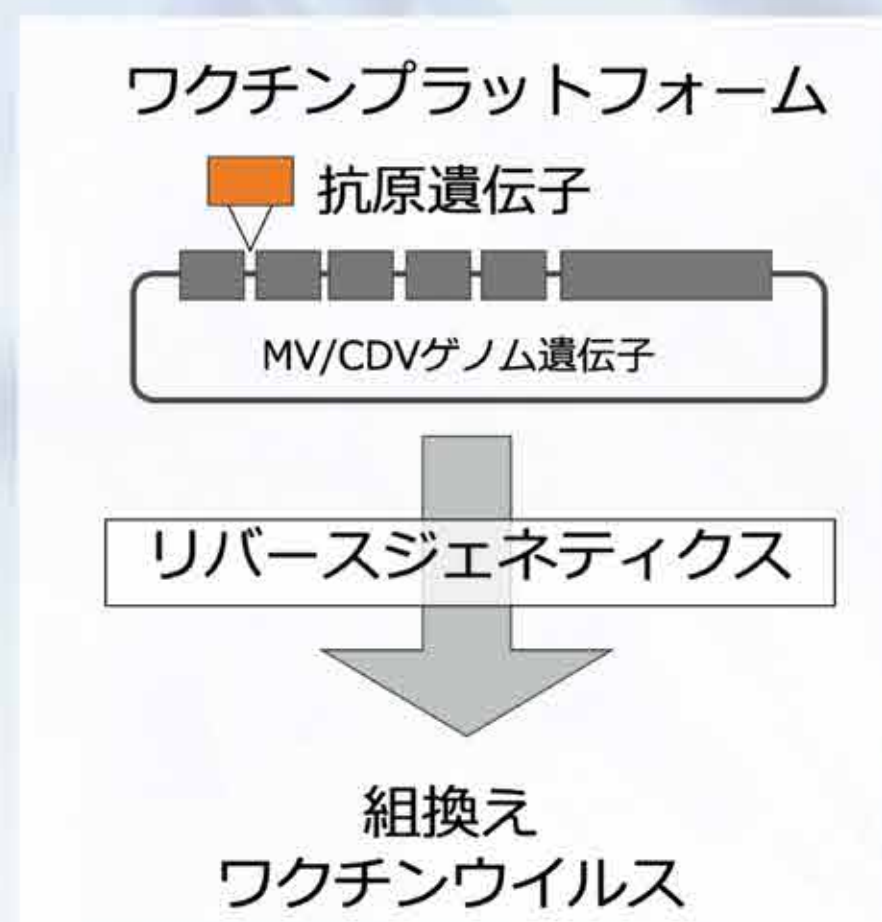 ワクチンプラットフォーム
抗原遺伝子
MV/CDVゲノム遺伝子
リバースジェネティクス
組換え
ワクチンウイルス